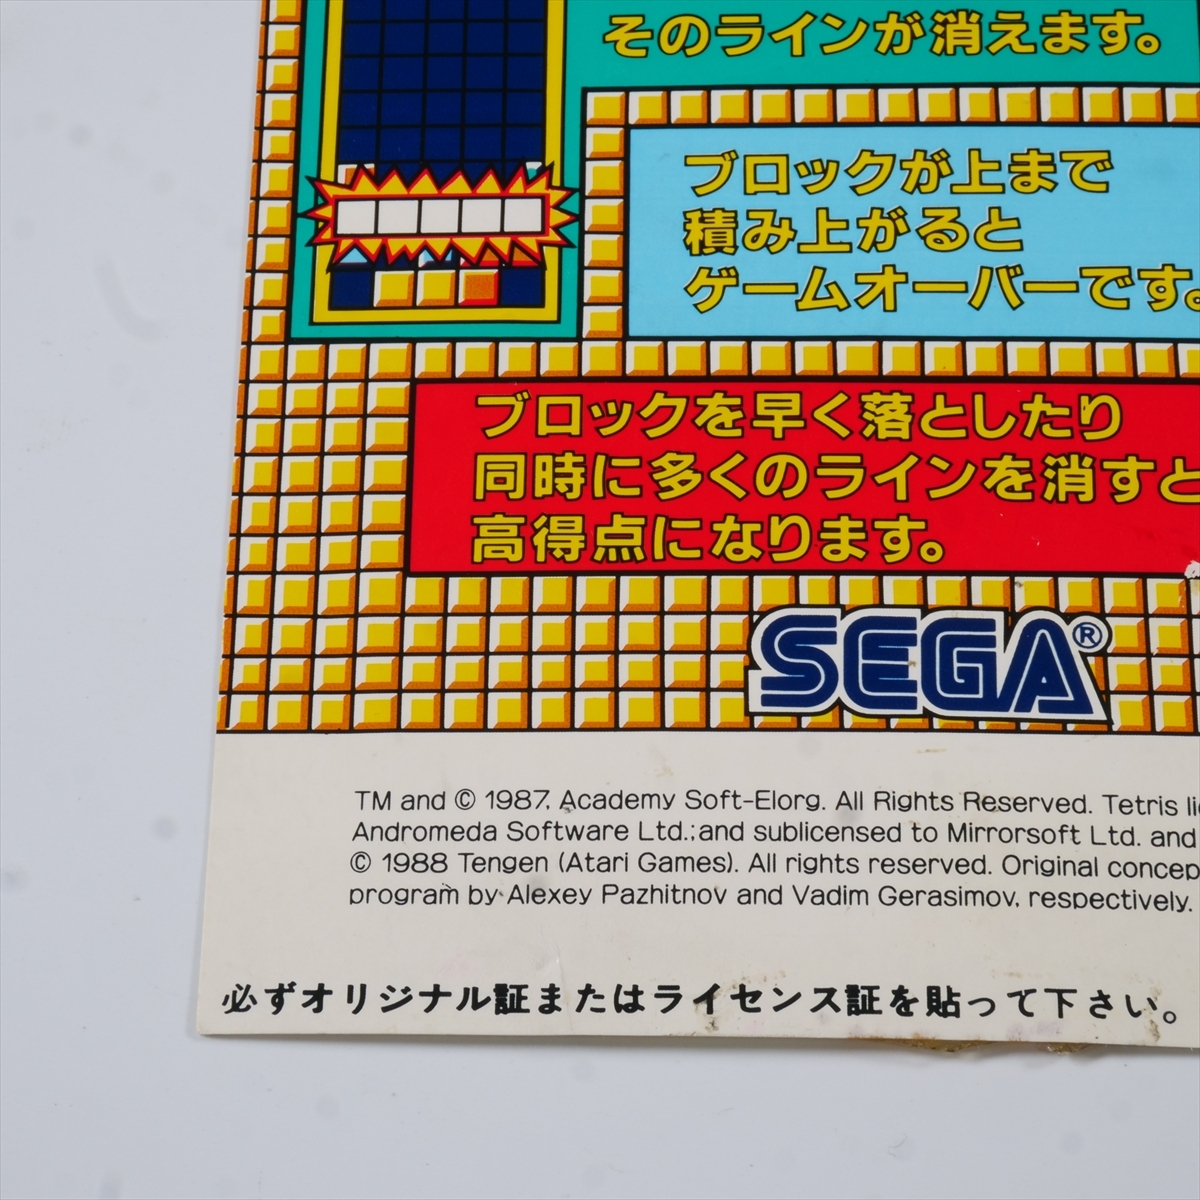 そのラインが消えます。
ブロックが上まで
積み上がると
ゲームオーバーです。
ブロックを早く落としたり
同時に多くのラインを消すと
高得点になります。
SEGA®
TM and © 1987. Academy Soft-Elorg. All Rights Reserved. Tetris
Andromeda Software Ltd.:and sublicensed to Mirrorsoft Ltd. and
© 1988 Tengen (Atari Games). All rights reserved. Original
program by Alexey Pazhitnov and Vadim Gerasimov, respectively.
必ずオリジナル証またはライセンス証を貼って下さい。